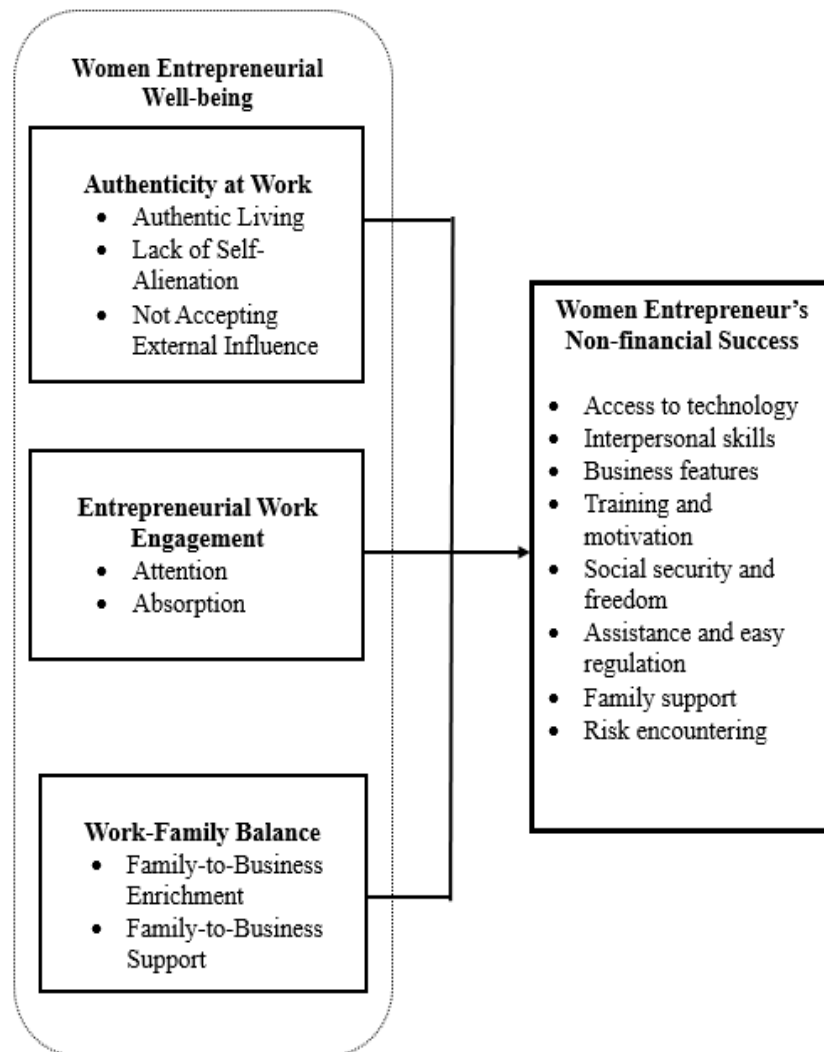 Women Entrepreneurial
Well-being
Authenticity at Work
• Authentic Living
• Lack of Self-
Alienation
• Not Accepting
External Influence
Entrepreneurial Work
Engagement
• Attention
• Absorption
Work-Family Balance
• Family-to-Business
Enrichment
• Family-to-Business
Support
Women Entrepreneur’s
Non-financial Success
• Access to technology
• Interpersonal skills
• Business features
• Training and
motivation
• Social security and
freedom
• Assistance and easy
regulation
• Family support
• Risk encountering